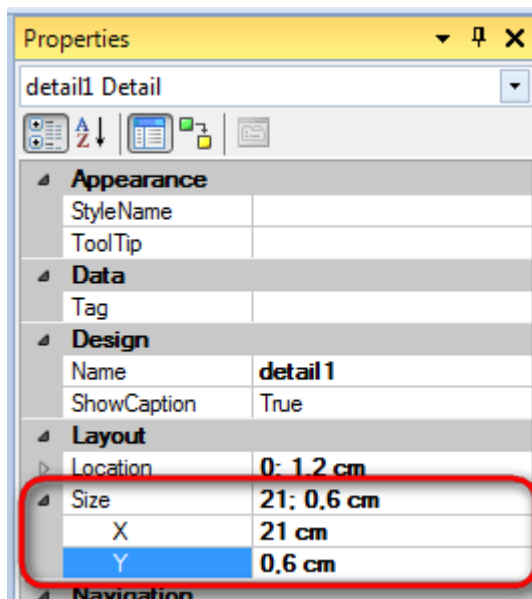 Properties
detail1 Detail
Appearance
StyleName
ToolTip
Data
Tag
Design
Name detail1
ShowCaption True
Layout
Location 0; 1,2 cm
Size 21; 0,6 cm
X 21 cm
Y 0,6 cm
Navigation